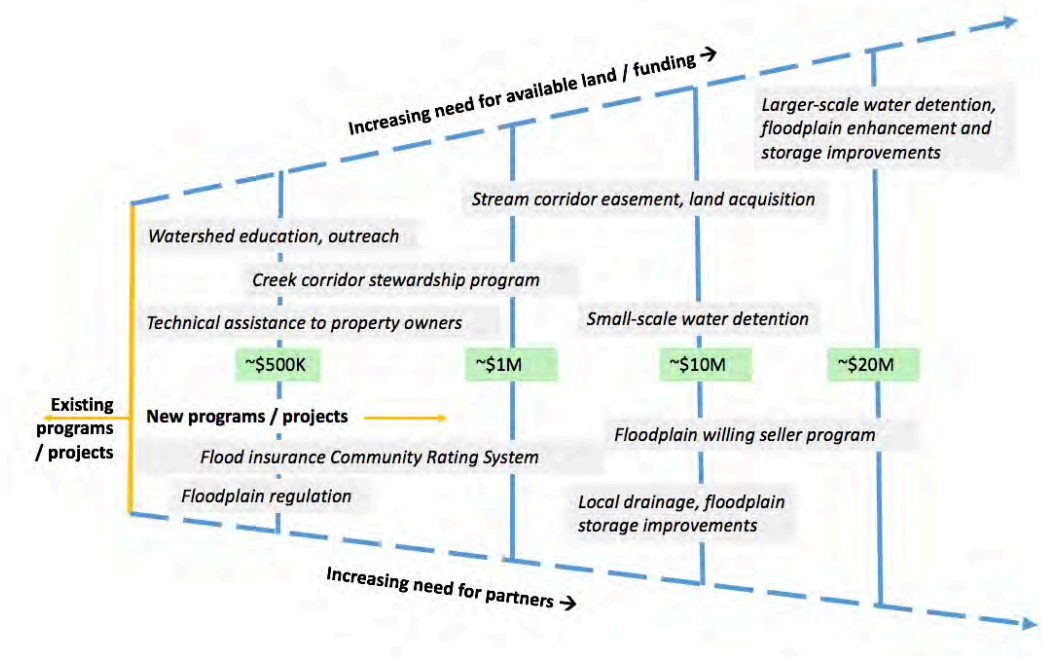 Increasing need for available land / funding →
Larger-scale water detention,
floodplain enhancement and
storage improvements
Stream corridor easement, land acquisition
Watershed education, outreach
Creek corridor stewardship program
Technical assistance to property owners
Small-scale water detention
~$500K
~$1M
~$10M
~$20M
Existing
programs
/ projects
New programs / projects
Floodplain willing seller program
Flood insurance Community Rating System
Floodplain regulation
Local drainage, floodplain
storage improvements
Increasing need for partners →